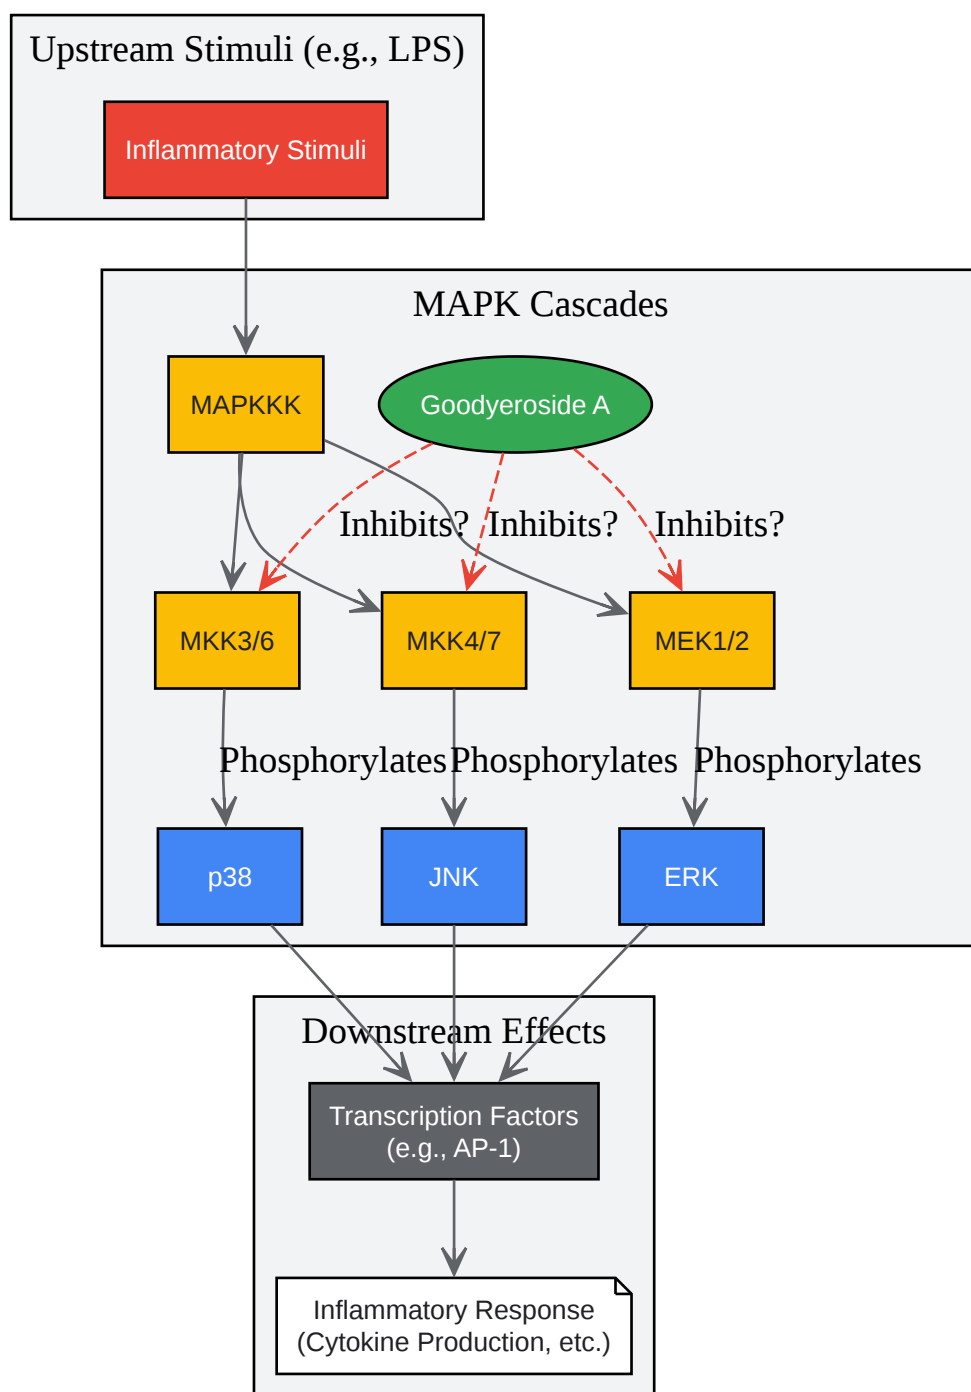 Upstream Stimuli (e.g., LPS)
Inflammatory Stimuli
MAPK Cascades
MAPKKK
Goodyeroside A
Inhibits?
Inhibits?
Inhibits?
MKK3/6
MKK4/7
MEK1/2
Phosphorylates
Phosphorylates
Phosphorylates
p38
JNK
ERK
Downstream Effects
Transcription Factors
(e.g., AP-1)
Inflammatory Response
(Cytokine Production, etc.)